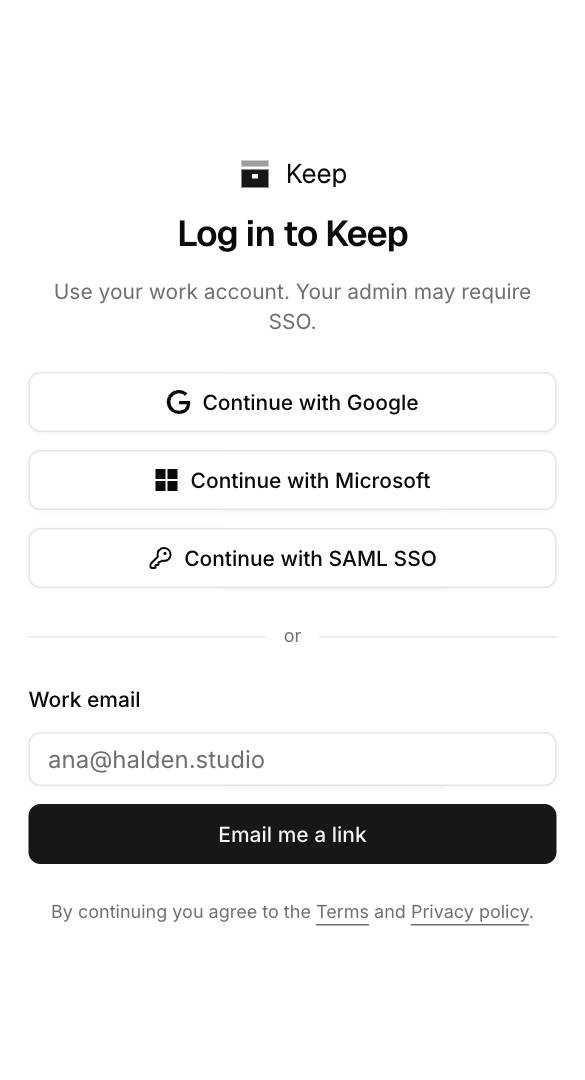 Keep
Log in to Keep
Use your work account. Your admin may require
SSO.
Continue with Google
Continue with Microsoft
Continue with SAML SSO
or
Work email
ana@halden.studio
Email me a link
By continuing you agree to the Terms and Privacy policy.